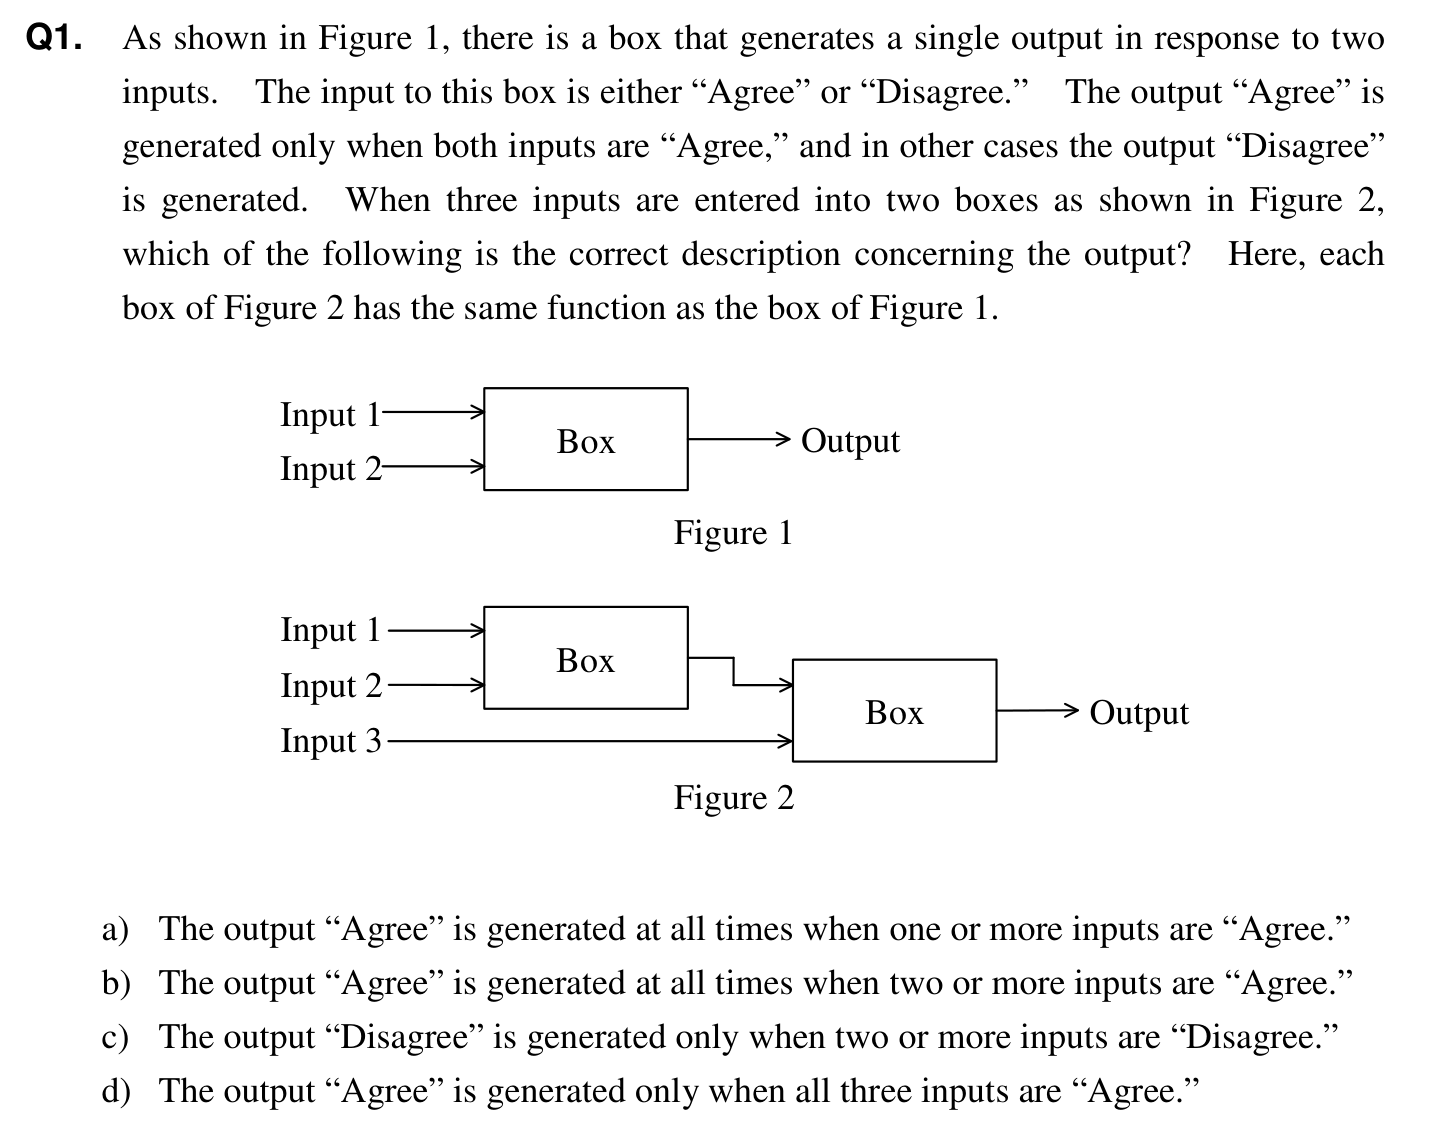 Q1. As shown in Figure 1, there is a box that generates a single output in response to two
inputs. The input to this box is either “Agree” or “Disagree.” The output “Agree” is
generated only when both inputs are “Agree,” and in other cases the output “Disagree”
is generated. When three inputs are entered into two boxes as shown in Figure 2,
which of the following is the correct description concerning the output? Here, each
box of Figure 2 has the same function as the box of Figure 1.
Input 1
Box
Output
Input 2
Figure 1
Input 1
Box
Input 2
Box
Output
Input 3
Figure 2
a) The output “Agree” is generated at all times when one or more inputs are “Agree.”
b) The output “Agree” is generated at all times when two or more inputs are “Agree.”
c) The output “Disagree” is generated only when two or more inputs are “Disagree.”
d) The output “Agree” is generated only when all three inputs are “Agree.”